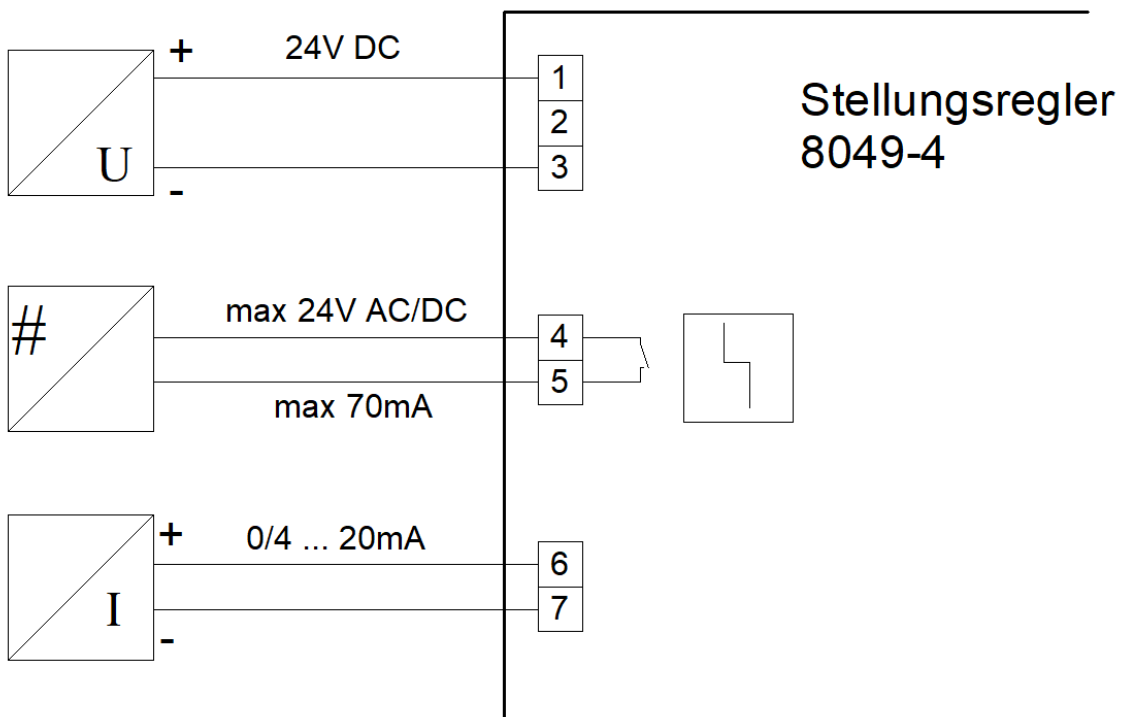 + 24V DC
1
Stellungsregler
2
8049-4
U
3
-
#
max 24V AC/DC
4
5
max 70mA
+ 0/4 ... 20mA
6
I
7
-